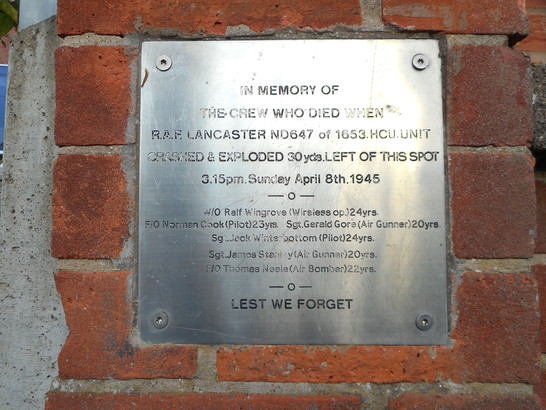 IN MEMORY OF
THE CREW WHO DIED WHEN
R.A.F. LANCASTER ND647 of 1653.HCU.UNIT
CRASHED & EXPLODED 30yds.LEFT OF THIS SPOT
3.15pm.Sunday April 8th.1945
W/O Ralf Wingrove (Wireless op.) 24yrs.
F/O Norman Cook (Pilot) 23yrs. Sgt.Gerald Gore (Air Gunner) 20yrs.
Sgt.Jack Winterbottom (Pilot) 24yrs.
Sgt.James Stanley (Air Gunner) 20yrs.
F/O Thomas Neale (Air Bomber) 22yrs.
LEST WE FORGET